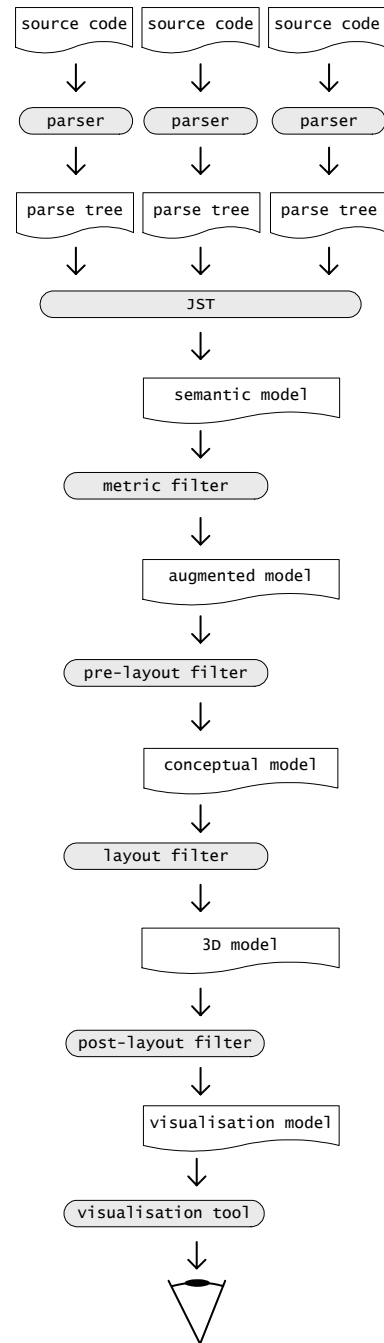 source code source code source code
parser parser parser
parse tree parse tree parse tree
JST
semantic model
metric filter
augmented model
pre-layout filter
conceptual model
layout filter
3D model
post-layout filter
visualisation model
visualisation tool